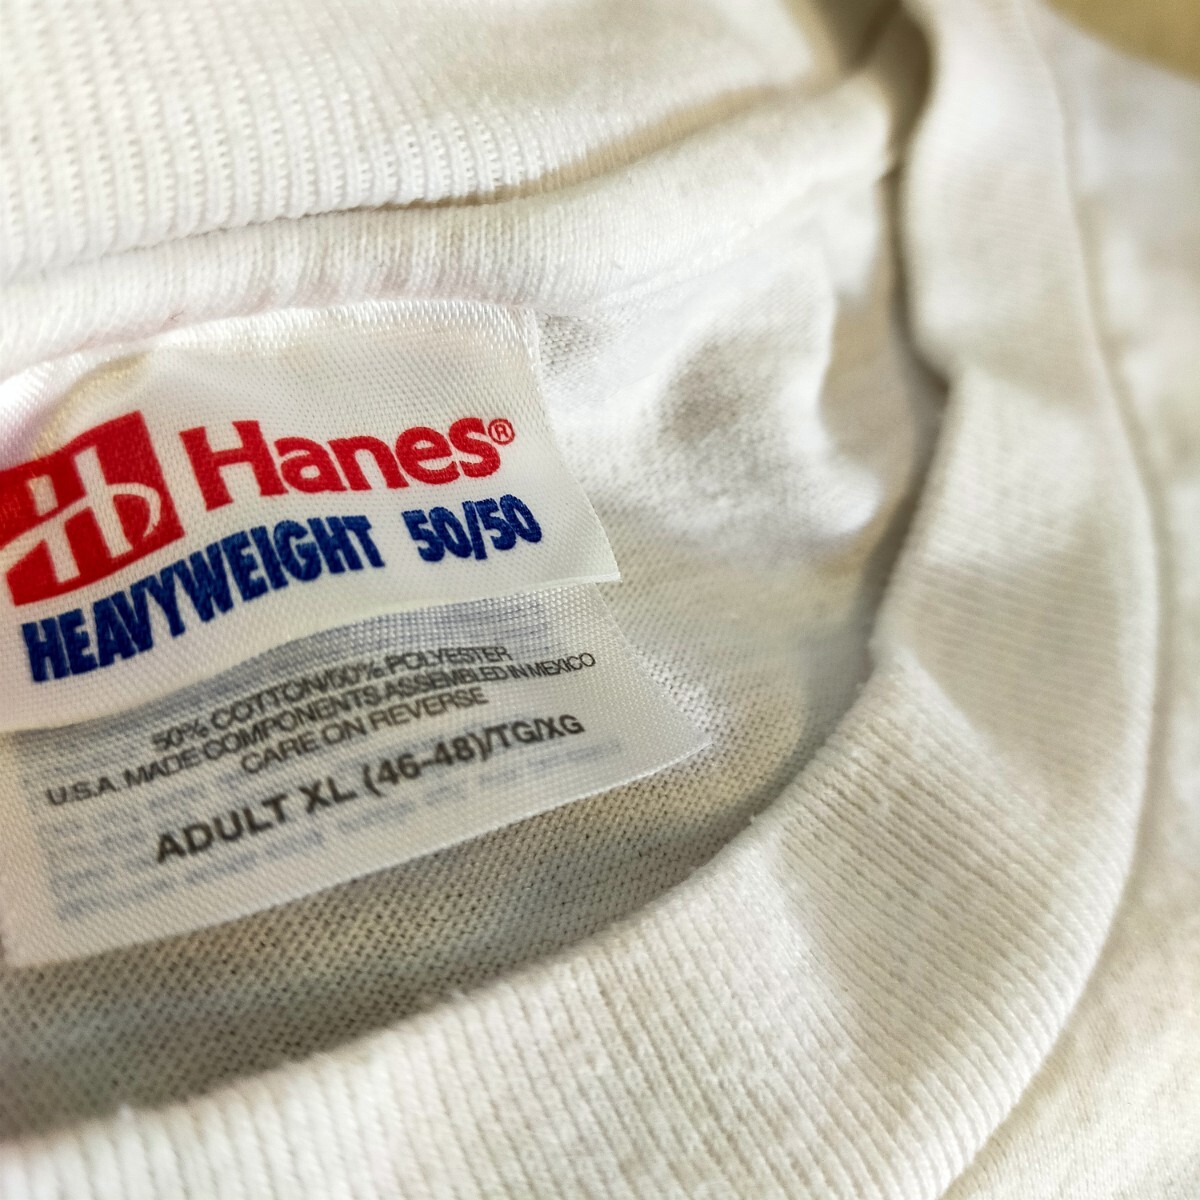 Hanes®
HEAVYWEIGHT 50/50
50% COTTON/50% POLYESTER
U.S.A. MADE COMPONENTS ASSEMBLED IN MEXICO
CARE ON REVERSE
ADULT XL (46-48)/TG/XG